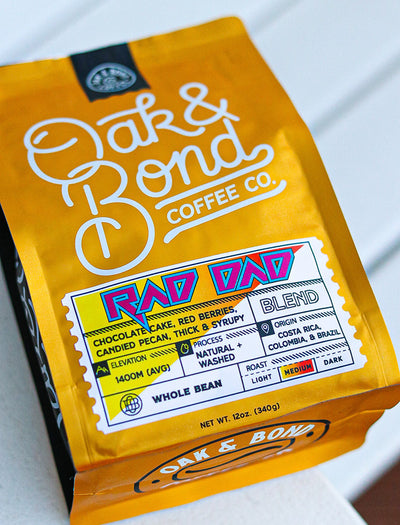 OAK & BOND
Oak &
Bond
COFFEE CO.
RAD DAD
BLEND
CHOCOLATE CAKE, RED BERRIES,
CANDIED PECAN, THICK & SYRUPY
ELEVATION
1400M (AVG)
PROCESS
NATURAL +
WASHED
ORIGIN
COSTA RICA,
COLOMBIA, & BRAZIL
WHOLE BEAN
ROAST
LIGHT MEDIUM DARK
NET WT. 12oz. (340g)
OAK & BOND